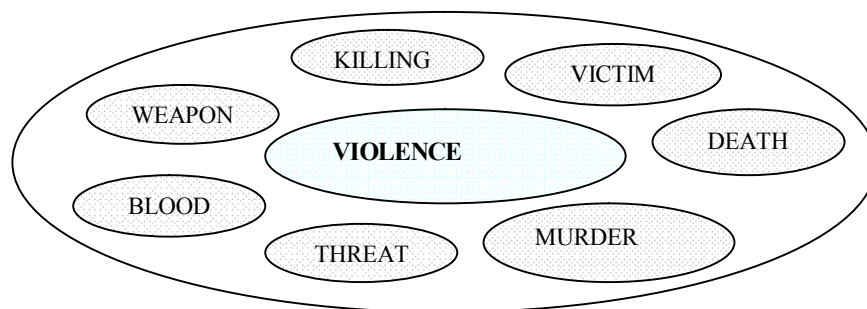 KILLING
VICTIM
WEAPON
DEATH
VIOLENCE
BLOOD
MURDER
THREAT